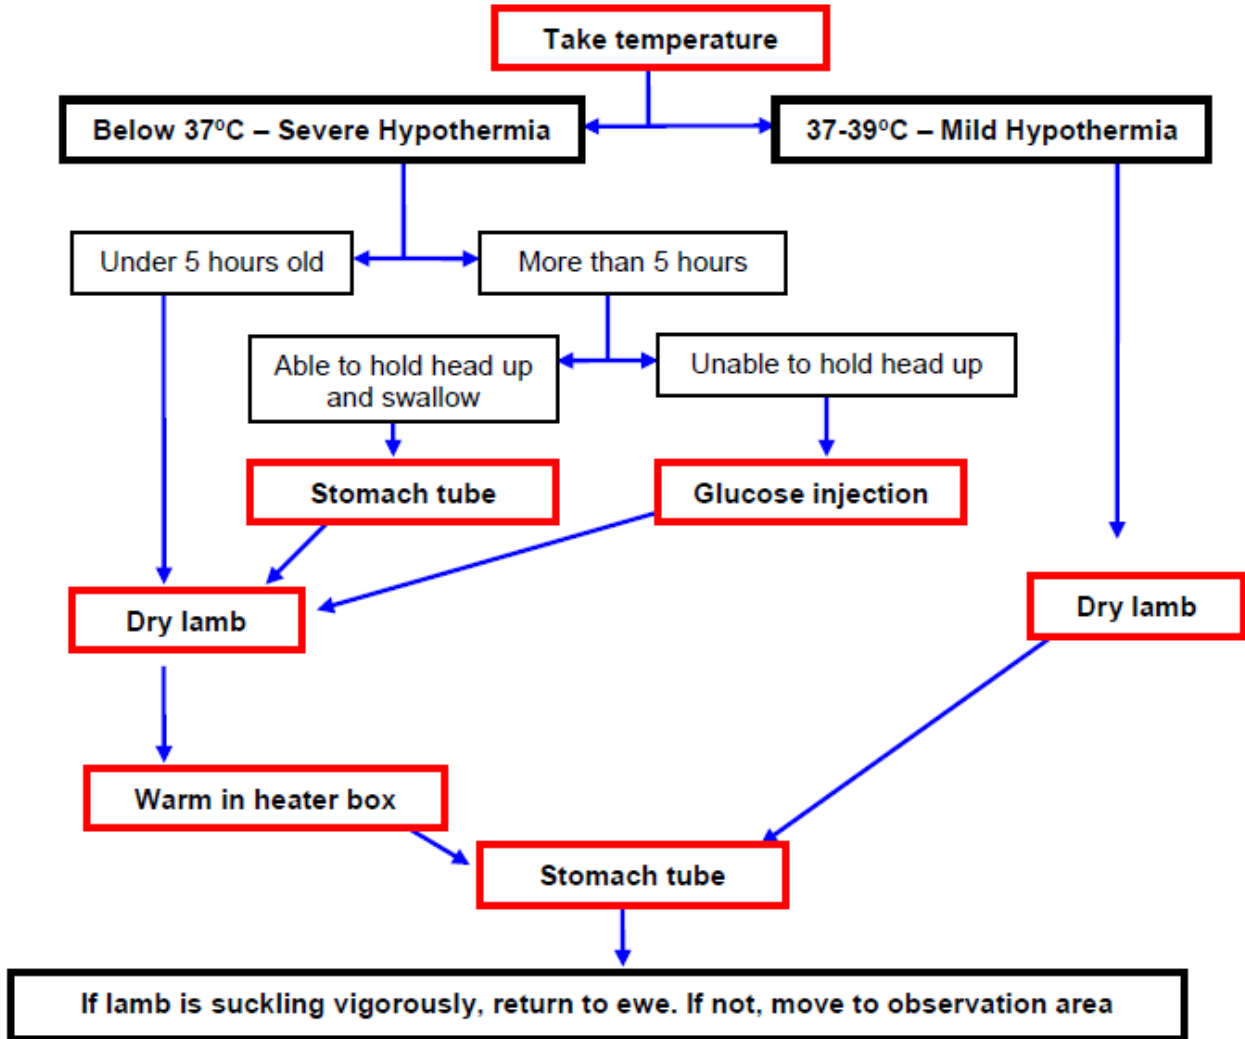 Take temperature
Below 37ºC – Severe Hypothermia
37-39ºC – Mild Hypothermia
Under 5 hours old
More than 5 hours
Able to hold head up
and swallow
Unable to hold head up
Stomach tube
Glucose injection
Dry lamb
Dry lamb
Warm in heater box
Stomach tube
If lamb is suckling vigorously, return to ewe. If not, move to observation area